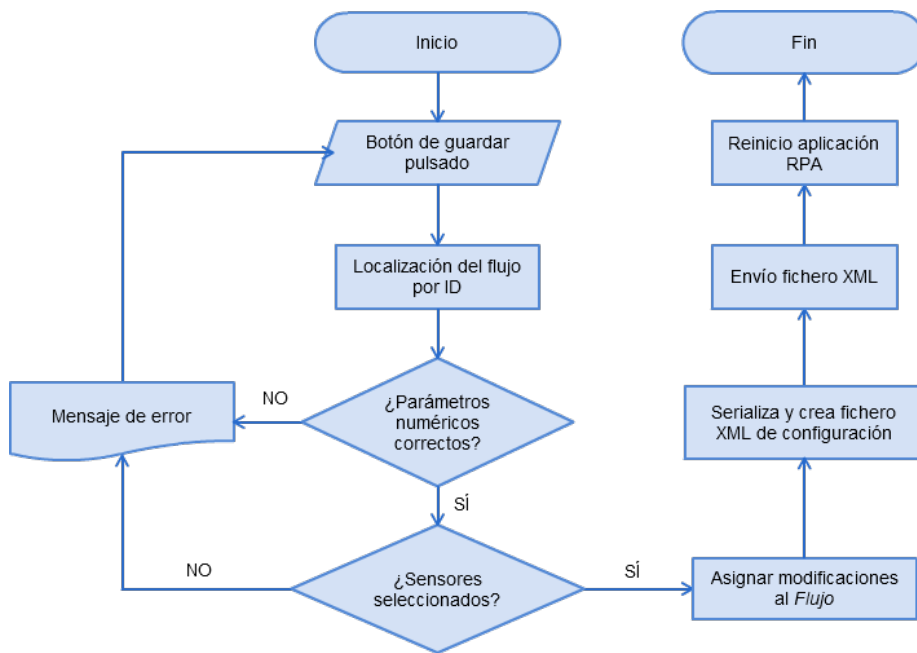 Inicio
Botón de guardar
pulsado
Localización del flujo
por ID
¿Parámetros
numéricos
correctos?
NO
Mensaje de error
SÍ
¿Sensores
seleccionados?
NO
SÍ
Asignar modificaciones
al Flujo
Serializa y crea fichero
XML de configuración
Envío fichero XML
Reinicio aplicación
RPA
Fin